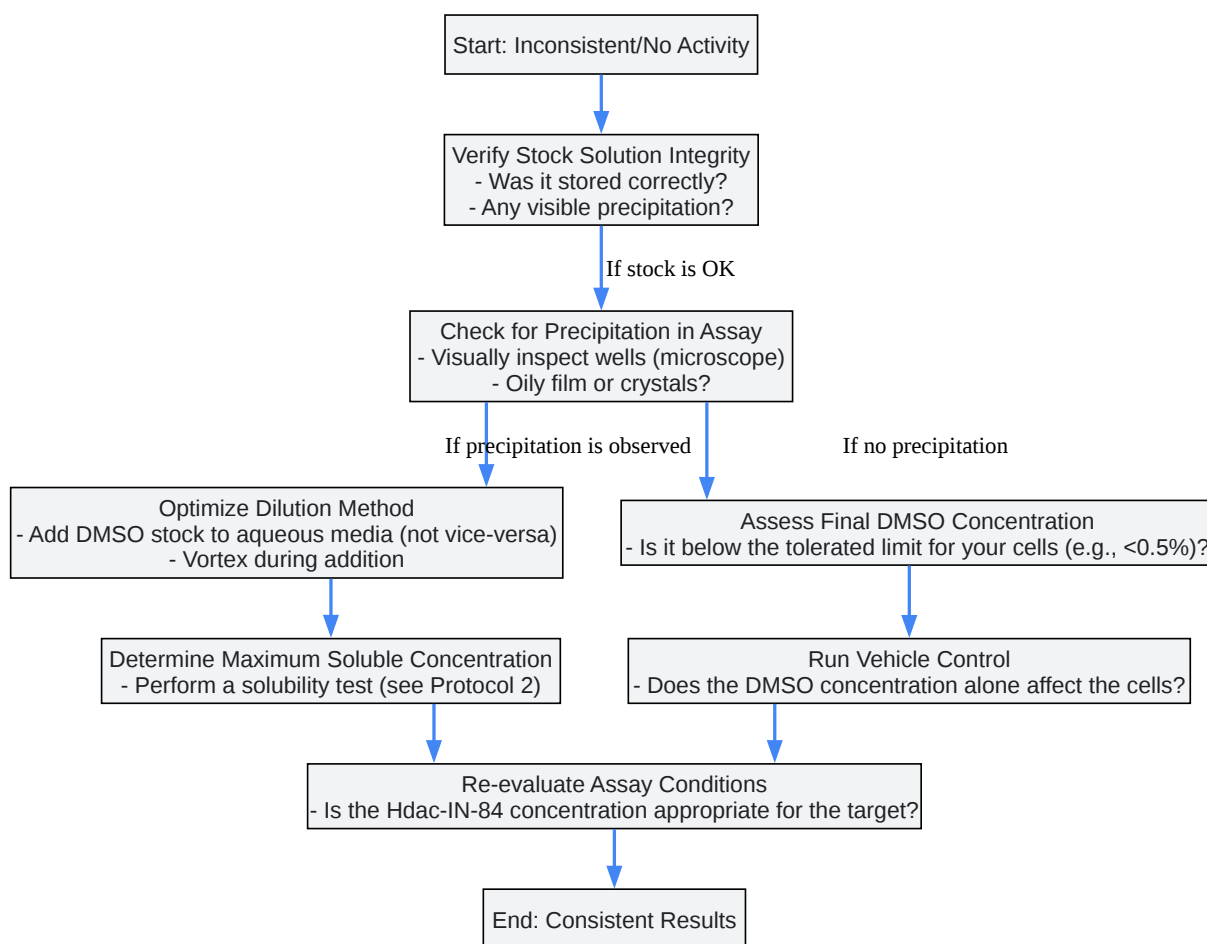 Start: Inconsistent/No Activity
Verify Stock Solution Integrity
- Was it stored correctly?
- Any visible precipitation?
If stock is OK
Check for Precipitation in Assay
- Visually inspect wells (microscope)
- Oily film or crystals?
If precipitation is observed
If no precipitation
Optimize Dilution Method
- Add DMSO stock to aqueous media (not vice-versa)
- Vortex during addition
Assess Final DMSO Concentration
- Is it below the tolerated limit for your cells (e.g., <0.5%)?
Determine Maximum Soluble Concentration
- Perform a solubility test (see Protocol 2)
Run Vehicle Control
- Does the DMSO concentration alone affect the cells?
Re-evaluate Assay Conditions
- Is the Hdac-IN-84 concentration appropriate for the target?
End: Consistent Results